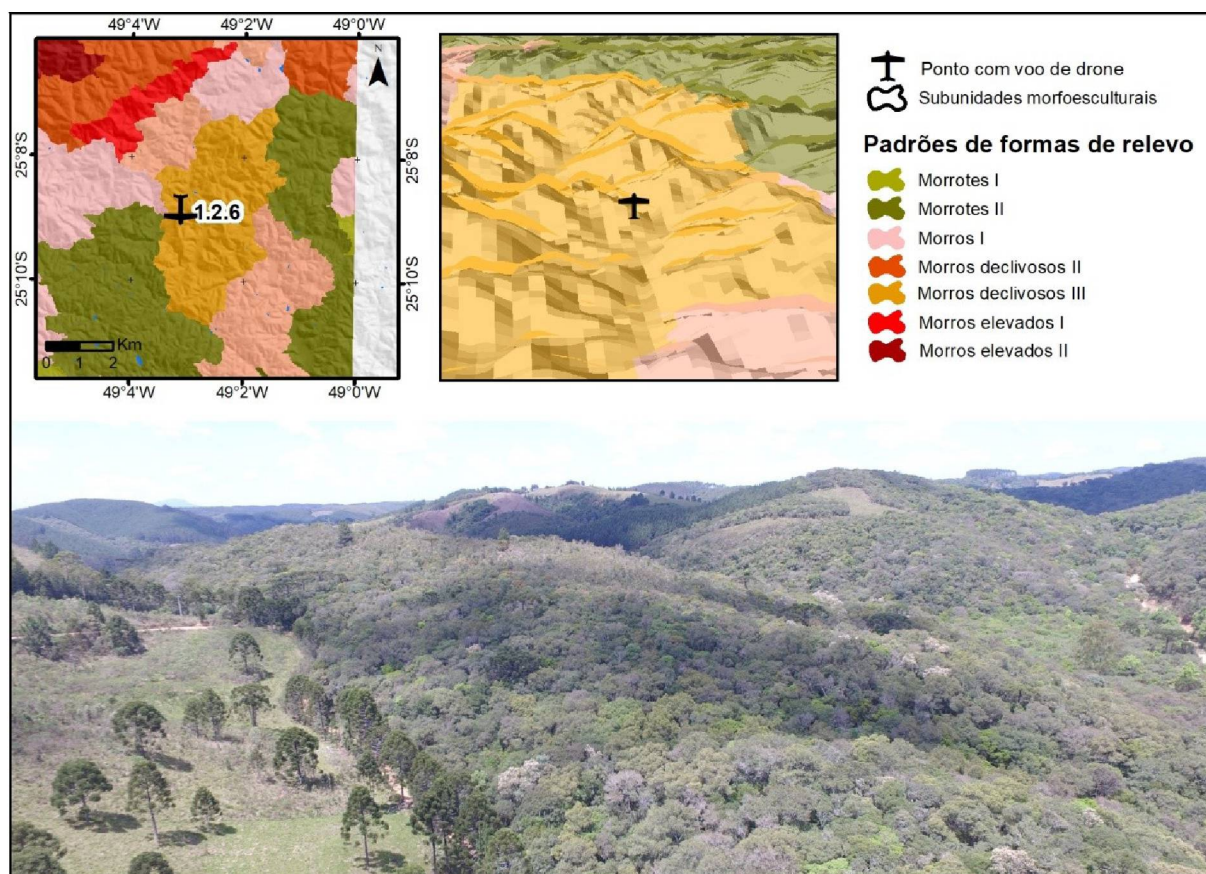 49°4'W
49°2'W
49°0'W
N
25°8'S
25°8'S
1.2.6
25°10'S
25°10'S
Km
0 1 2
49°4'W
49°2'W
49°0'W
Ponto com voo de drone
Subunidades morfoesculturais
Padrões de formas de relevo
Morrotes I
Morrotes II
Morros I
Morros declivosos II
Morros declivosos III
Morros elevados I
Morros elevados II